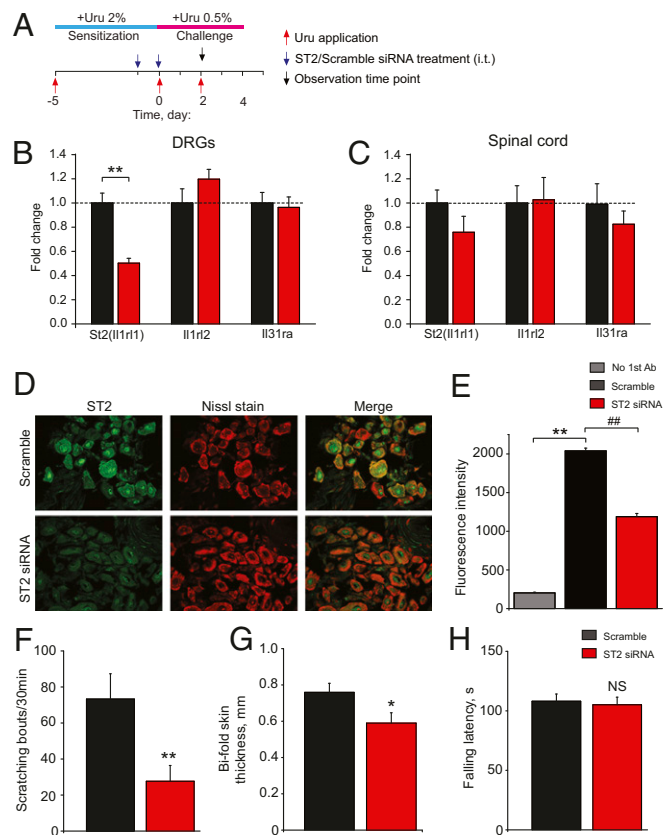 A
+Uru 2%
+Uru 0.5%
Sensitization
Challenge
Uru application
ST2/Scramble siRNA treatment (i.t.)
Observation time point
-5
0
2
4
Time, day:
B
DRGs
Fold change
1.4
1.2
1.0
0.8
0.6
0.4
0.2
0.0
**
St2(Il1rl1)
Il1rl2
Il31ra
C
Spinal cord
Fold change
1.4
1.2
1.0
0.8
0.6
0.4
0.2
0.0
St2(Il1rl1)
Il1rl2
Il31ra
D
ST2
Nissl stain
Merge
Scramble
ST2 siRNA
E
No 1st Ab
Scramble
ST2 siRNA
Fluorescence intensity
2000
1500
1000
500
0
**
##
F
Scratching bouts/30min
100
80
60
40
20
0
**
G
Bi-fold skin
thickness, mm
1.0
0.8
0.6
0.4
0.2
0
*
H
Scramble
ST2 siRNA
Falling latency, s
150
100
50
0
NS